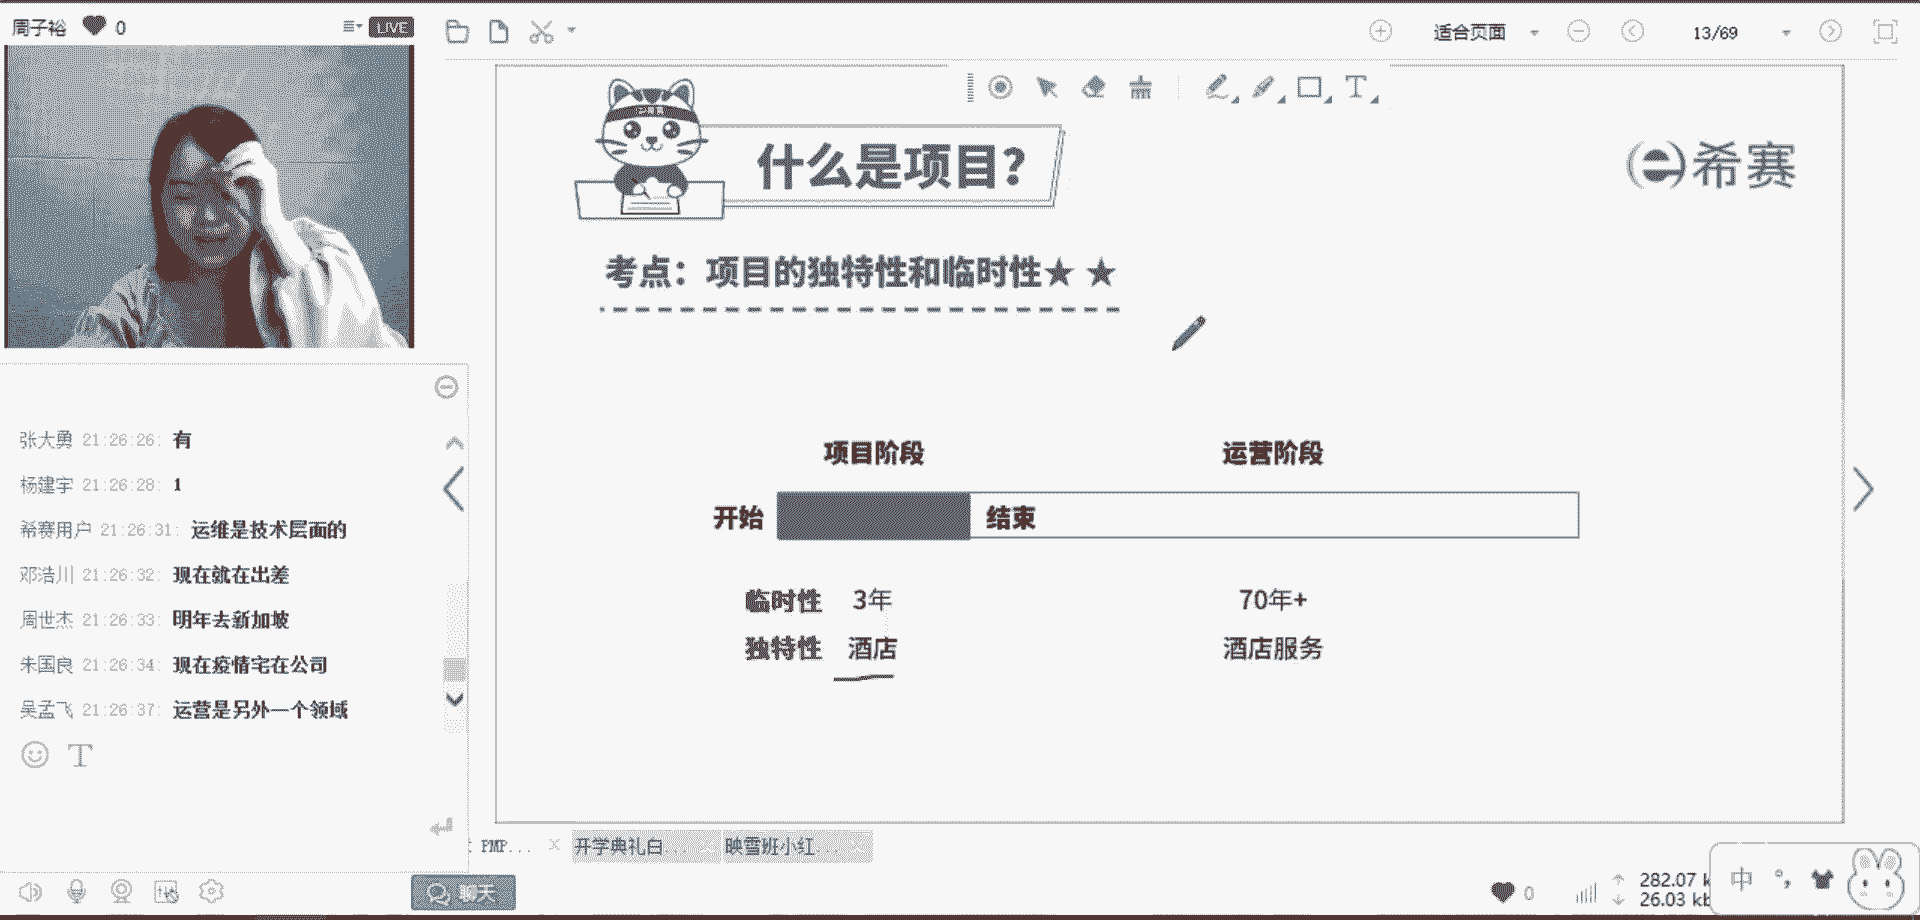 周子裕 0 LIVE
适合页面 13/69
什么是项目？
希赛
考点：项目的独特性和临时性★ ★
项目阶段 运营阶段
开始 结束
临时性 3年 70年+
独特性 酒店 酒店服务
张大勇 21:26:26: 有
杨建宇 21:26:28: 1
希赛用户 21:26:31: 运维是技术层面的
邓浩川 21:26:32: 现在就在出差
周世杰 21:26:33: 明年去新加坡
朱国良 21:26:34: 现在疫情宅在公司
吴孟飞 21:26:37: 运营是另外一个领域
T
PMP... 开学典礼白... 映雪班小红...
聊天
0
282.07 k
26.03 kb
中